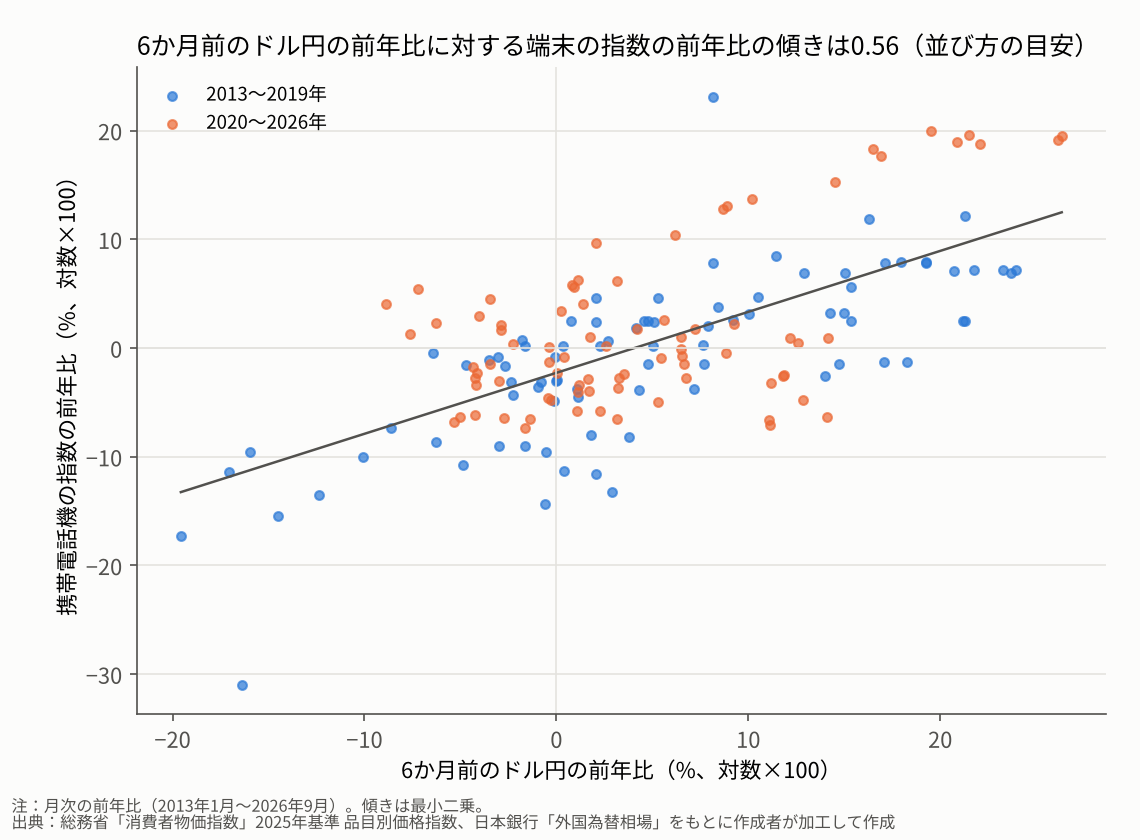 6か月前のドル円の前年比に対する端末の指数の前年比の傾きは0.56（並び方の目安）
2013～2019年
2020～2026年
携帯電話機の指数の前年比（%、対数×100）
20
10
0
−10
−20
−30
−20
−10
0
10
20
6か月前のドル円の前年比（%、対数×100）
注：月次の前年比（2013年1月～2026年9月）。傾きは最小二乗。
出典：総務省「消費者物価指数」2025年基準 品目別価格指数、日本銀行「外国為替相場」をもとに作成者が加工して作成